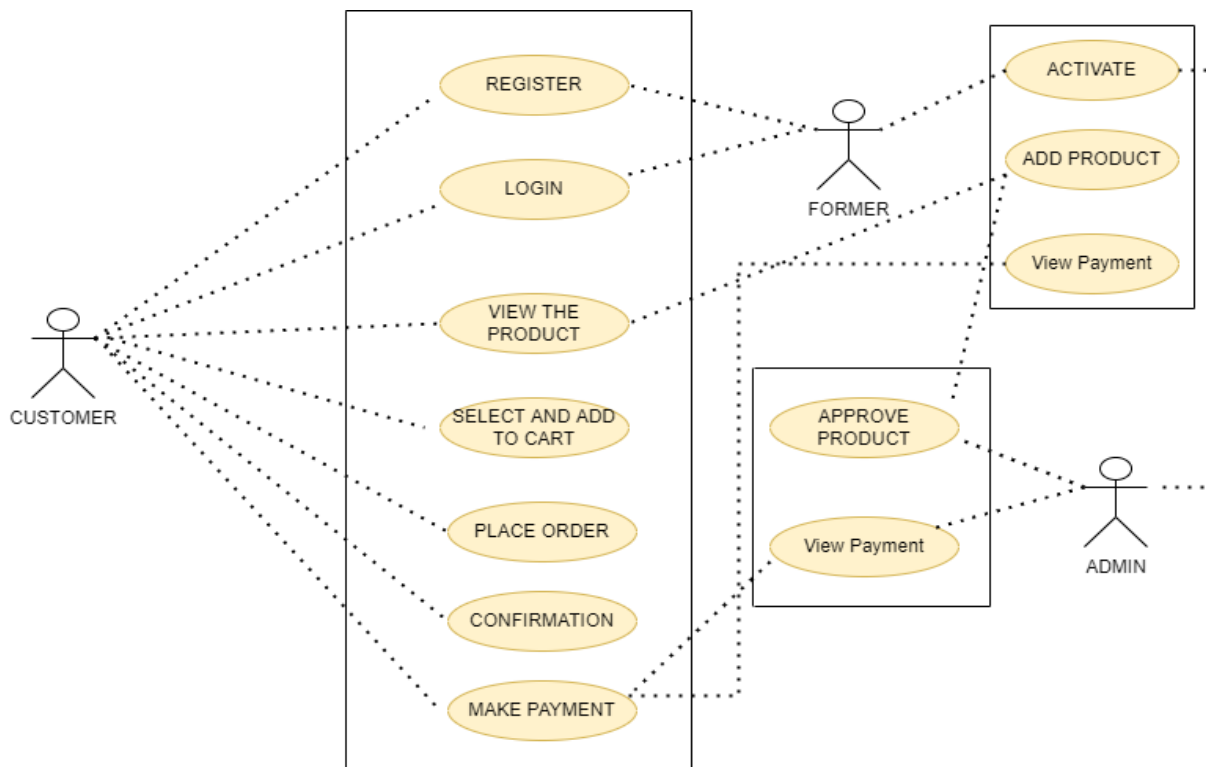 REGISTER
LOGIN
VIEW THE
PRODUCT
SELECT AND ADD
TO CART
PLACE ORDER
CONFIRMATION
MAKE PAYMENT
CUSTOMER
FORMER
ACTIVATE
ADD PRODUCT
View Payment
APPROVE
PRODUCT
View Payment
ADMIN